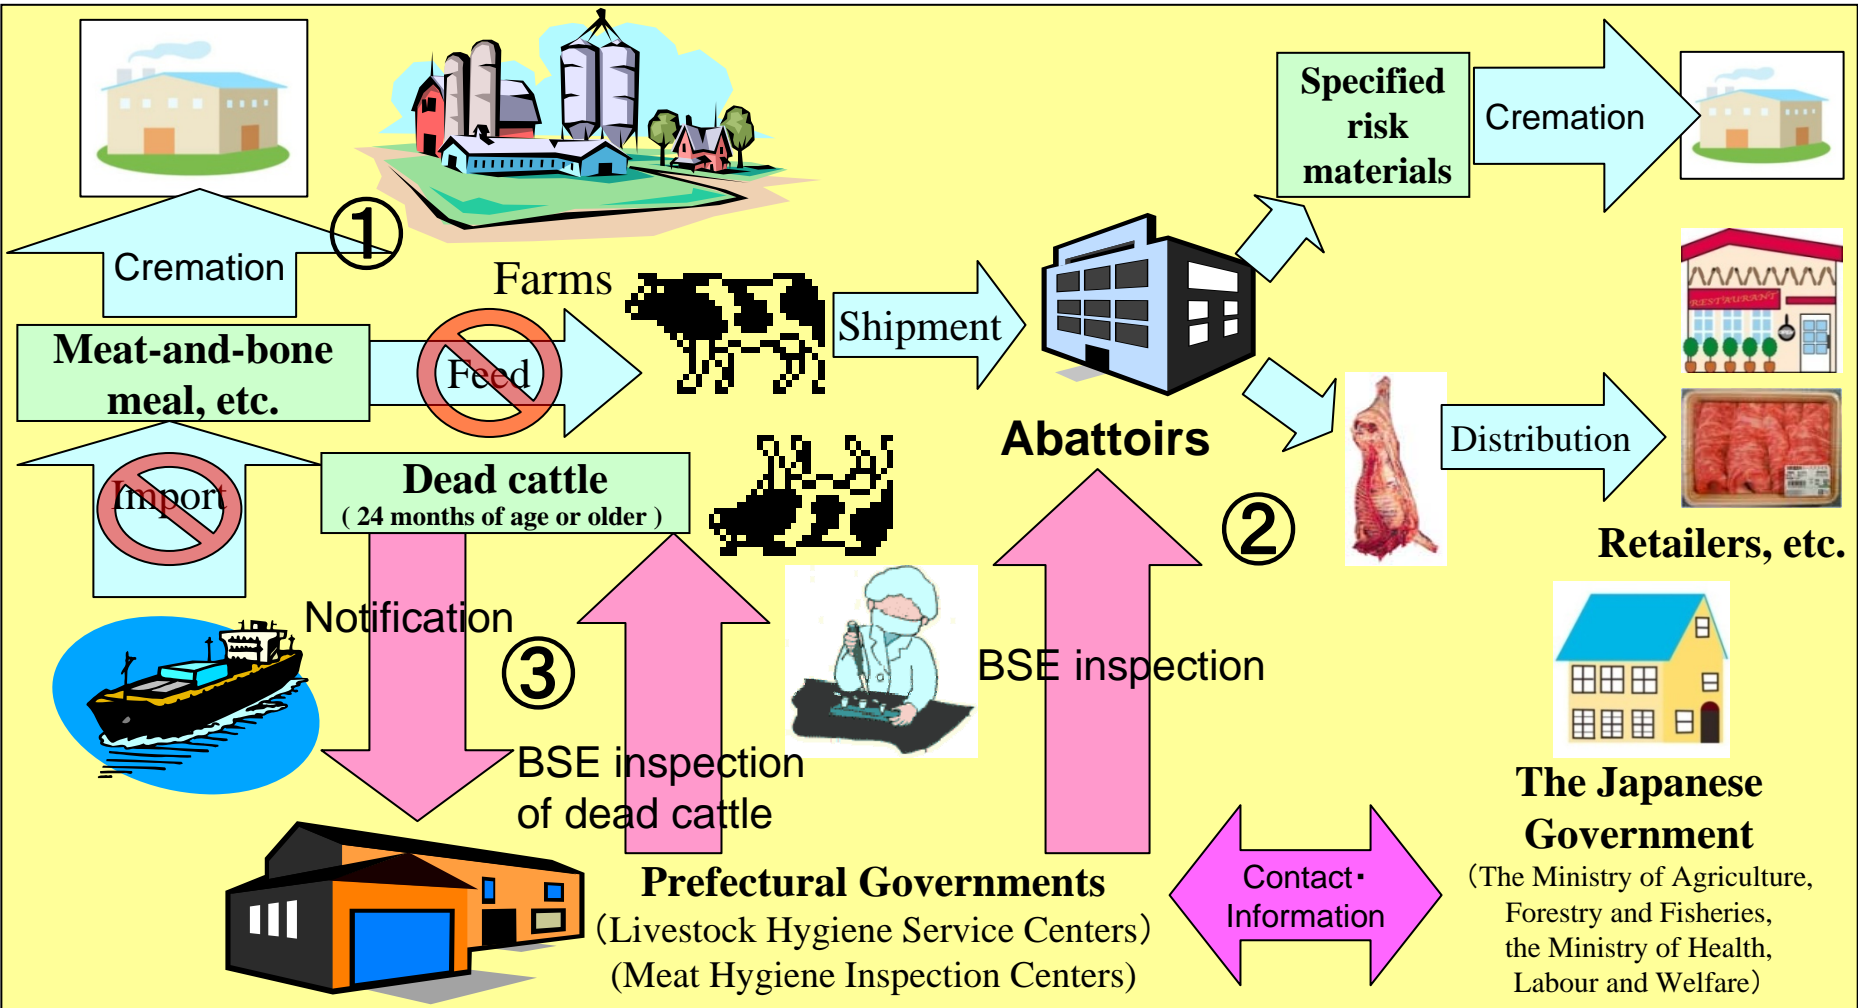 Specified
risk
materials
Cremation
①
Cremation
RESTAURANT
Farms
Shipment
Meat-and-bone
meal, etc.
Feed
Abattoirs
Distribution
Import
Dead cattle
( 24 months of age or older )
②
Retailers, etc.
Notification
③
BSE inspection
BSE inspection
of dead cattle
The Japanese
Government
(The Ministry of Agriculture,
Forestry and Fisheries,
the Ministry of Health,
Labour and Welfare)
Prefectural Governments
(Livestock Hygiene Service Centers)
(Meat Hygiene Inspection Centers)
Contact・
Information